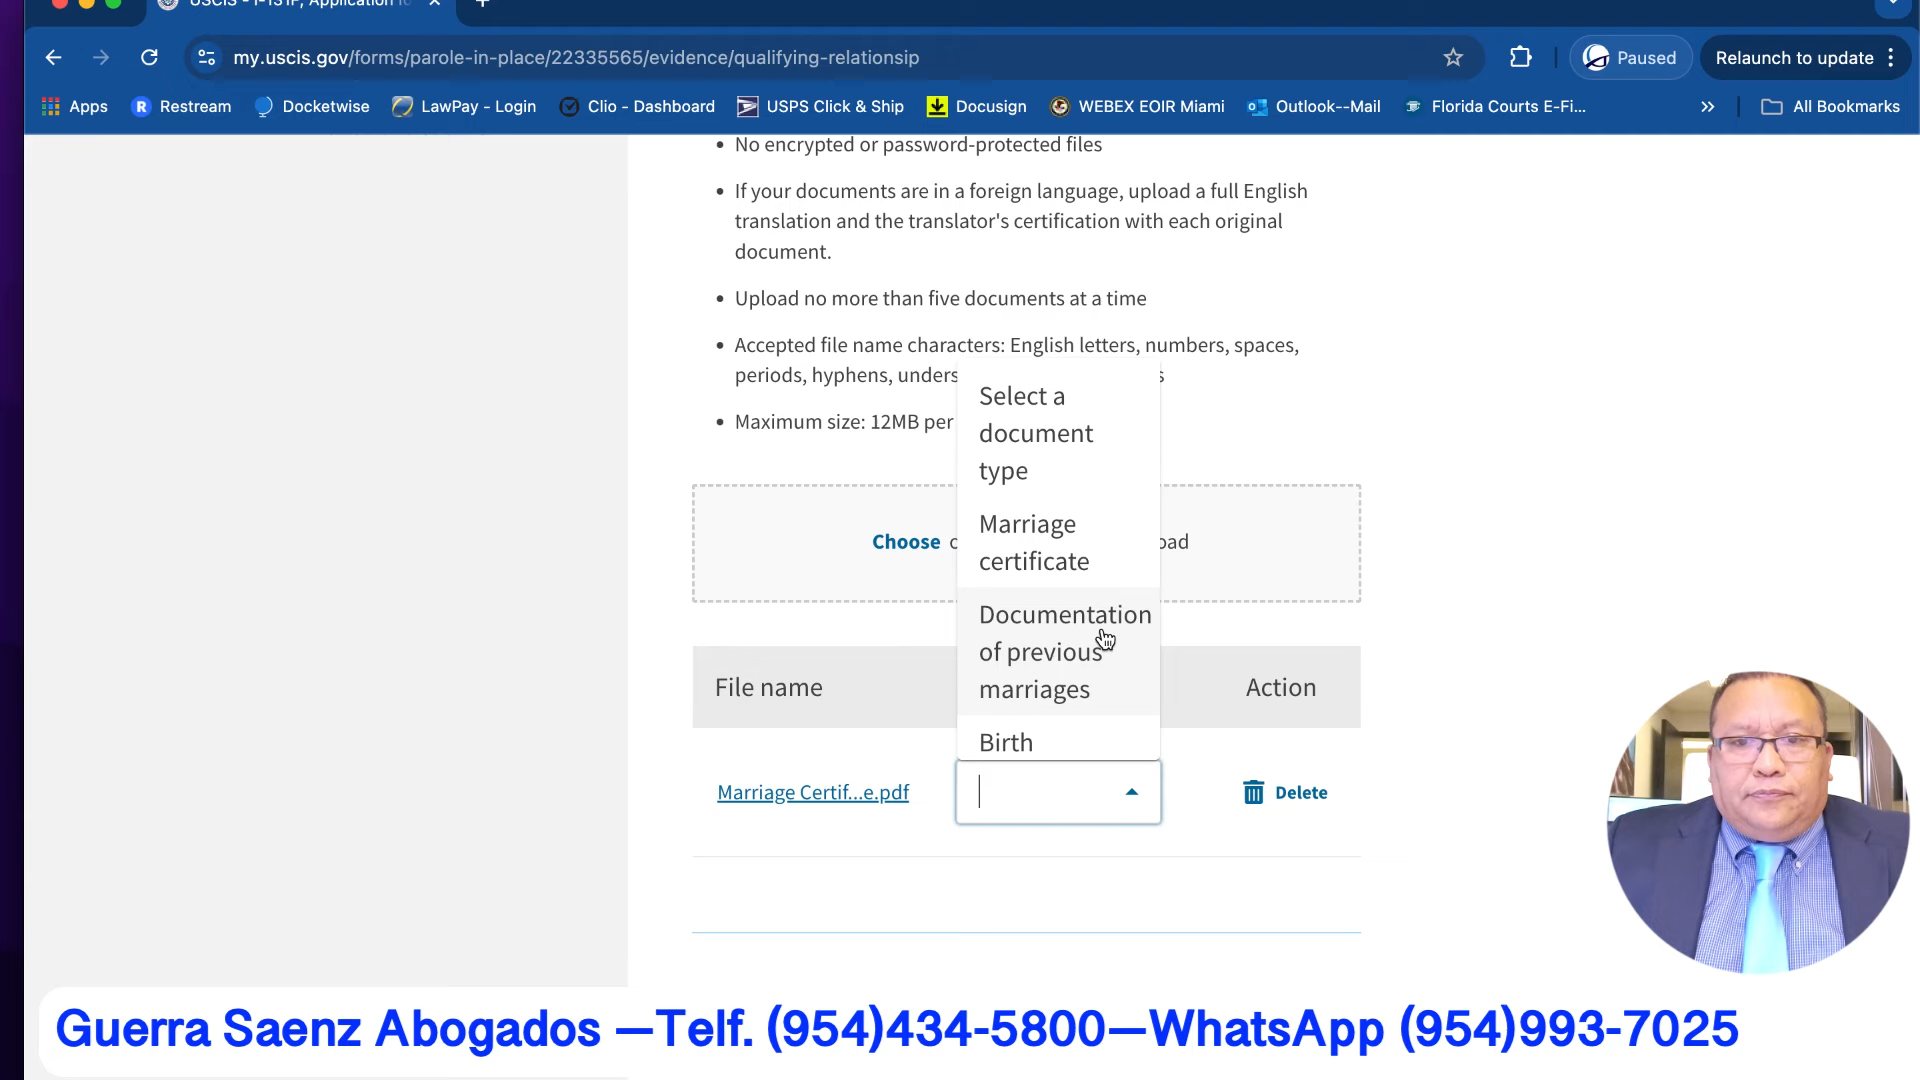 USCIS - I-131F, Application fo
my.uscis.gov/forms/parole-in-place/22335565/evidence/qualifying-relationsip
Paused
Relaunch to update
Apps
Restream
Docketwise
LawPay - Login
Clio - Dashboard
USPS Click & Ship
Docusign
WEBEX EOIR Miami
Outlook--Mail
Florida Courts E-Fi...
All Bookmarks
• No encrypted or password-protected files
• If your documents are in a foreign language, upload a full English
translation and the translator's certification with each original
document.
• Upload no more than five documents at a time
• Accepted file name characters: English letters, numbers, spaces,
periods, hyphens, unders
• Maximum size: 12MB per
Select a
document
type
Marriage
certificate
Documentation
of previous
marriages
Birth
Choose
File name
Action
Marriage Certif...e.pdf
Delete
Guerra Saenz Abogados —Telf. (954)434-5800—WhatsApp (954)993-7025